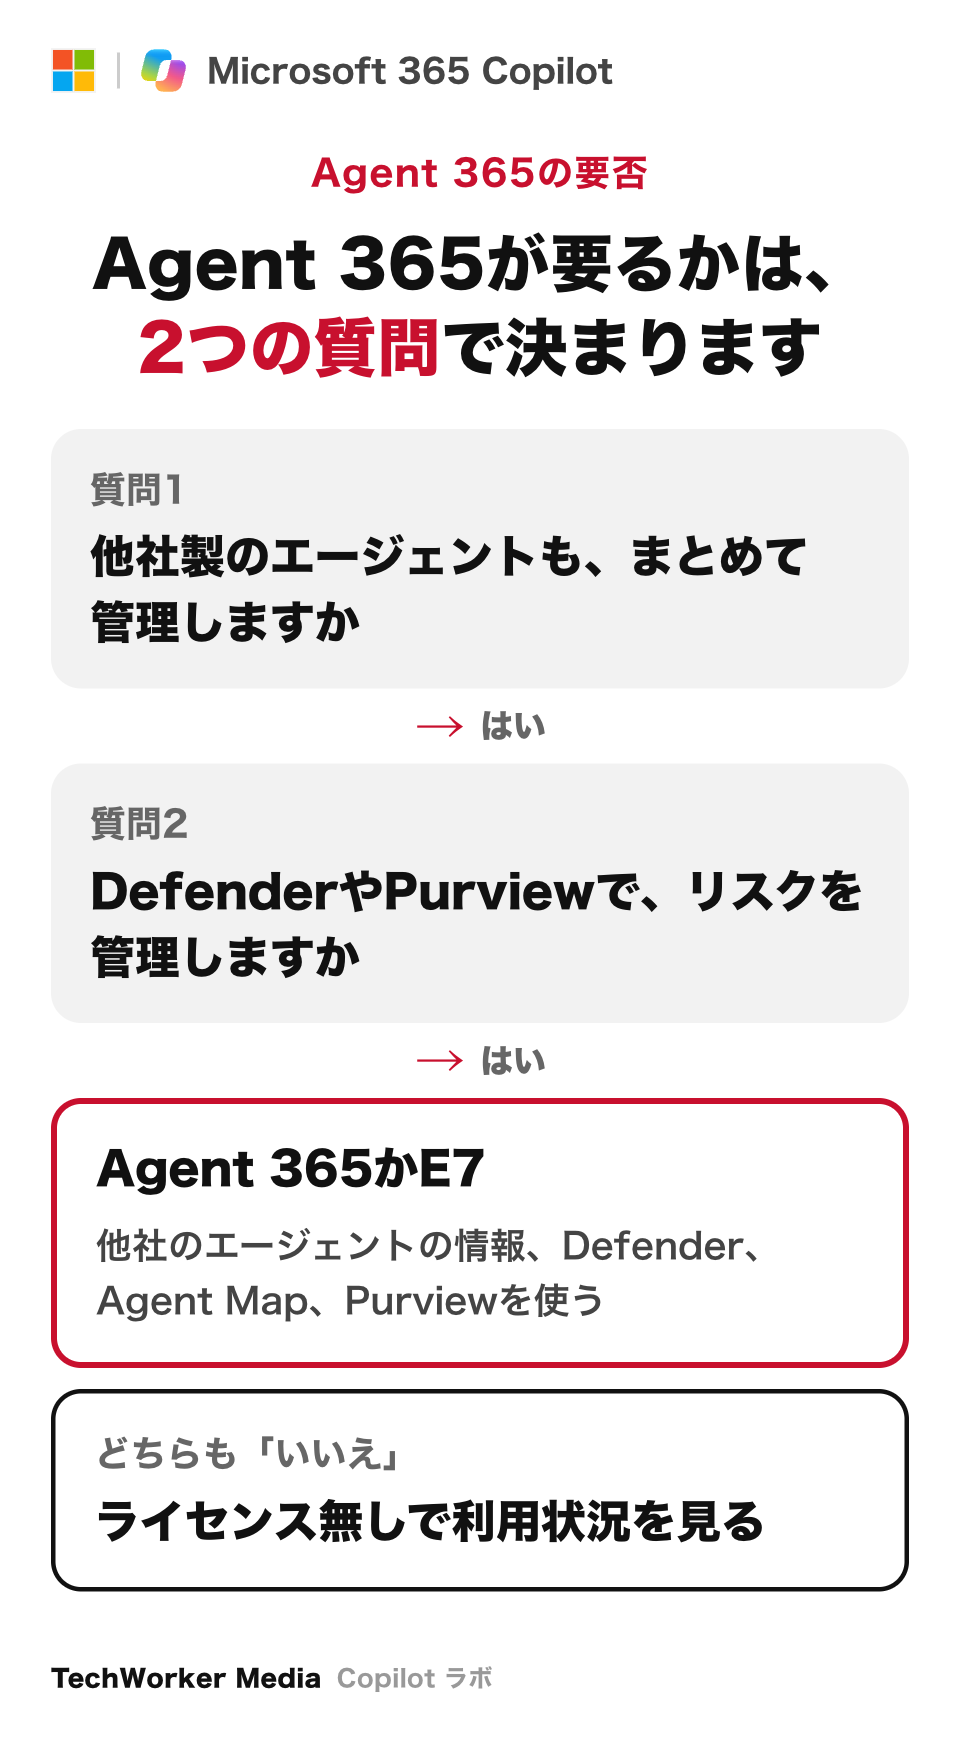 Microsoft 365 Copilot
Agent 365の要否
Agent 365が要るかは、
2つの質問で決まります
質問1
他社製のエージェントも、まとめて
管理しますか
→ はい
質問2
DefenderやPurviewで、リスクを
管理しますか
→ はい
Agent 365かE7
他社のエージェントの情報、Defender、
Agent Map、Purviewを使う
どちらも「いいえ」
ライセンス無しで利用状況を見る
TechWorker Media Copilot ラボ